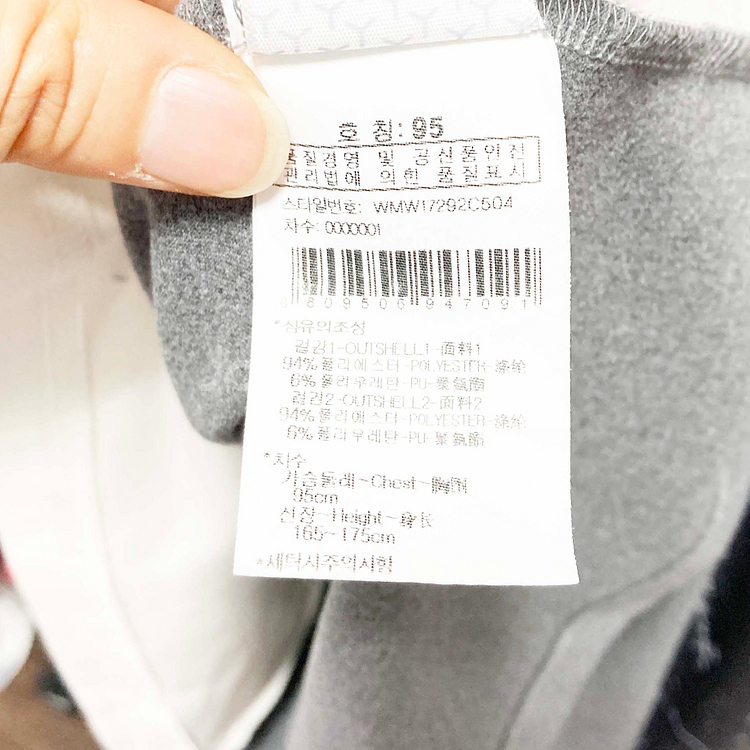 호 칭: 95
품질경영 및 공산품안전
관리법에 의한 품질표시
스타일번호: WMW17292C504
차수: 0000001
8 809506 947091
*섬유의조성
겉감1-OUTSHELL1-面料1
94%폴리에스터-POLYESTER-涤纶
6%폴리우레탄-PU-聚氨酯
겉감2-OUTSHELL2-面料2
94%폴리에스터-POLYESTER-涤纶
6%폴리우레탄-PU-聚氨酯
*치수
가슴둘레-Chest-胸围
95cm
신장-Height-身长
165~175cm
*세탁시주의사항